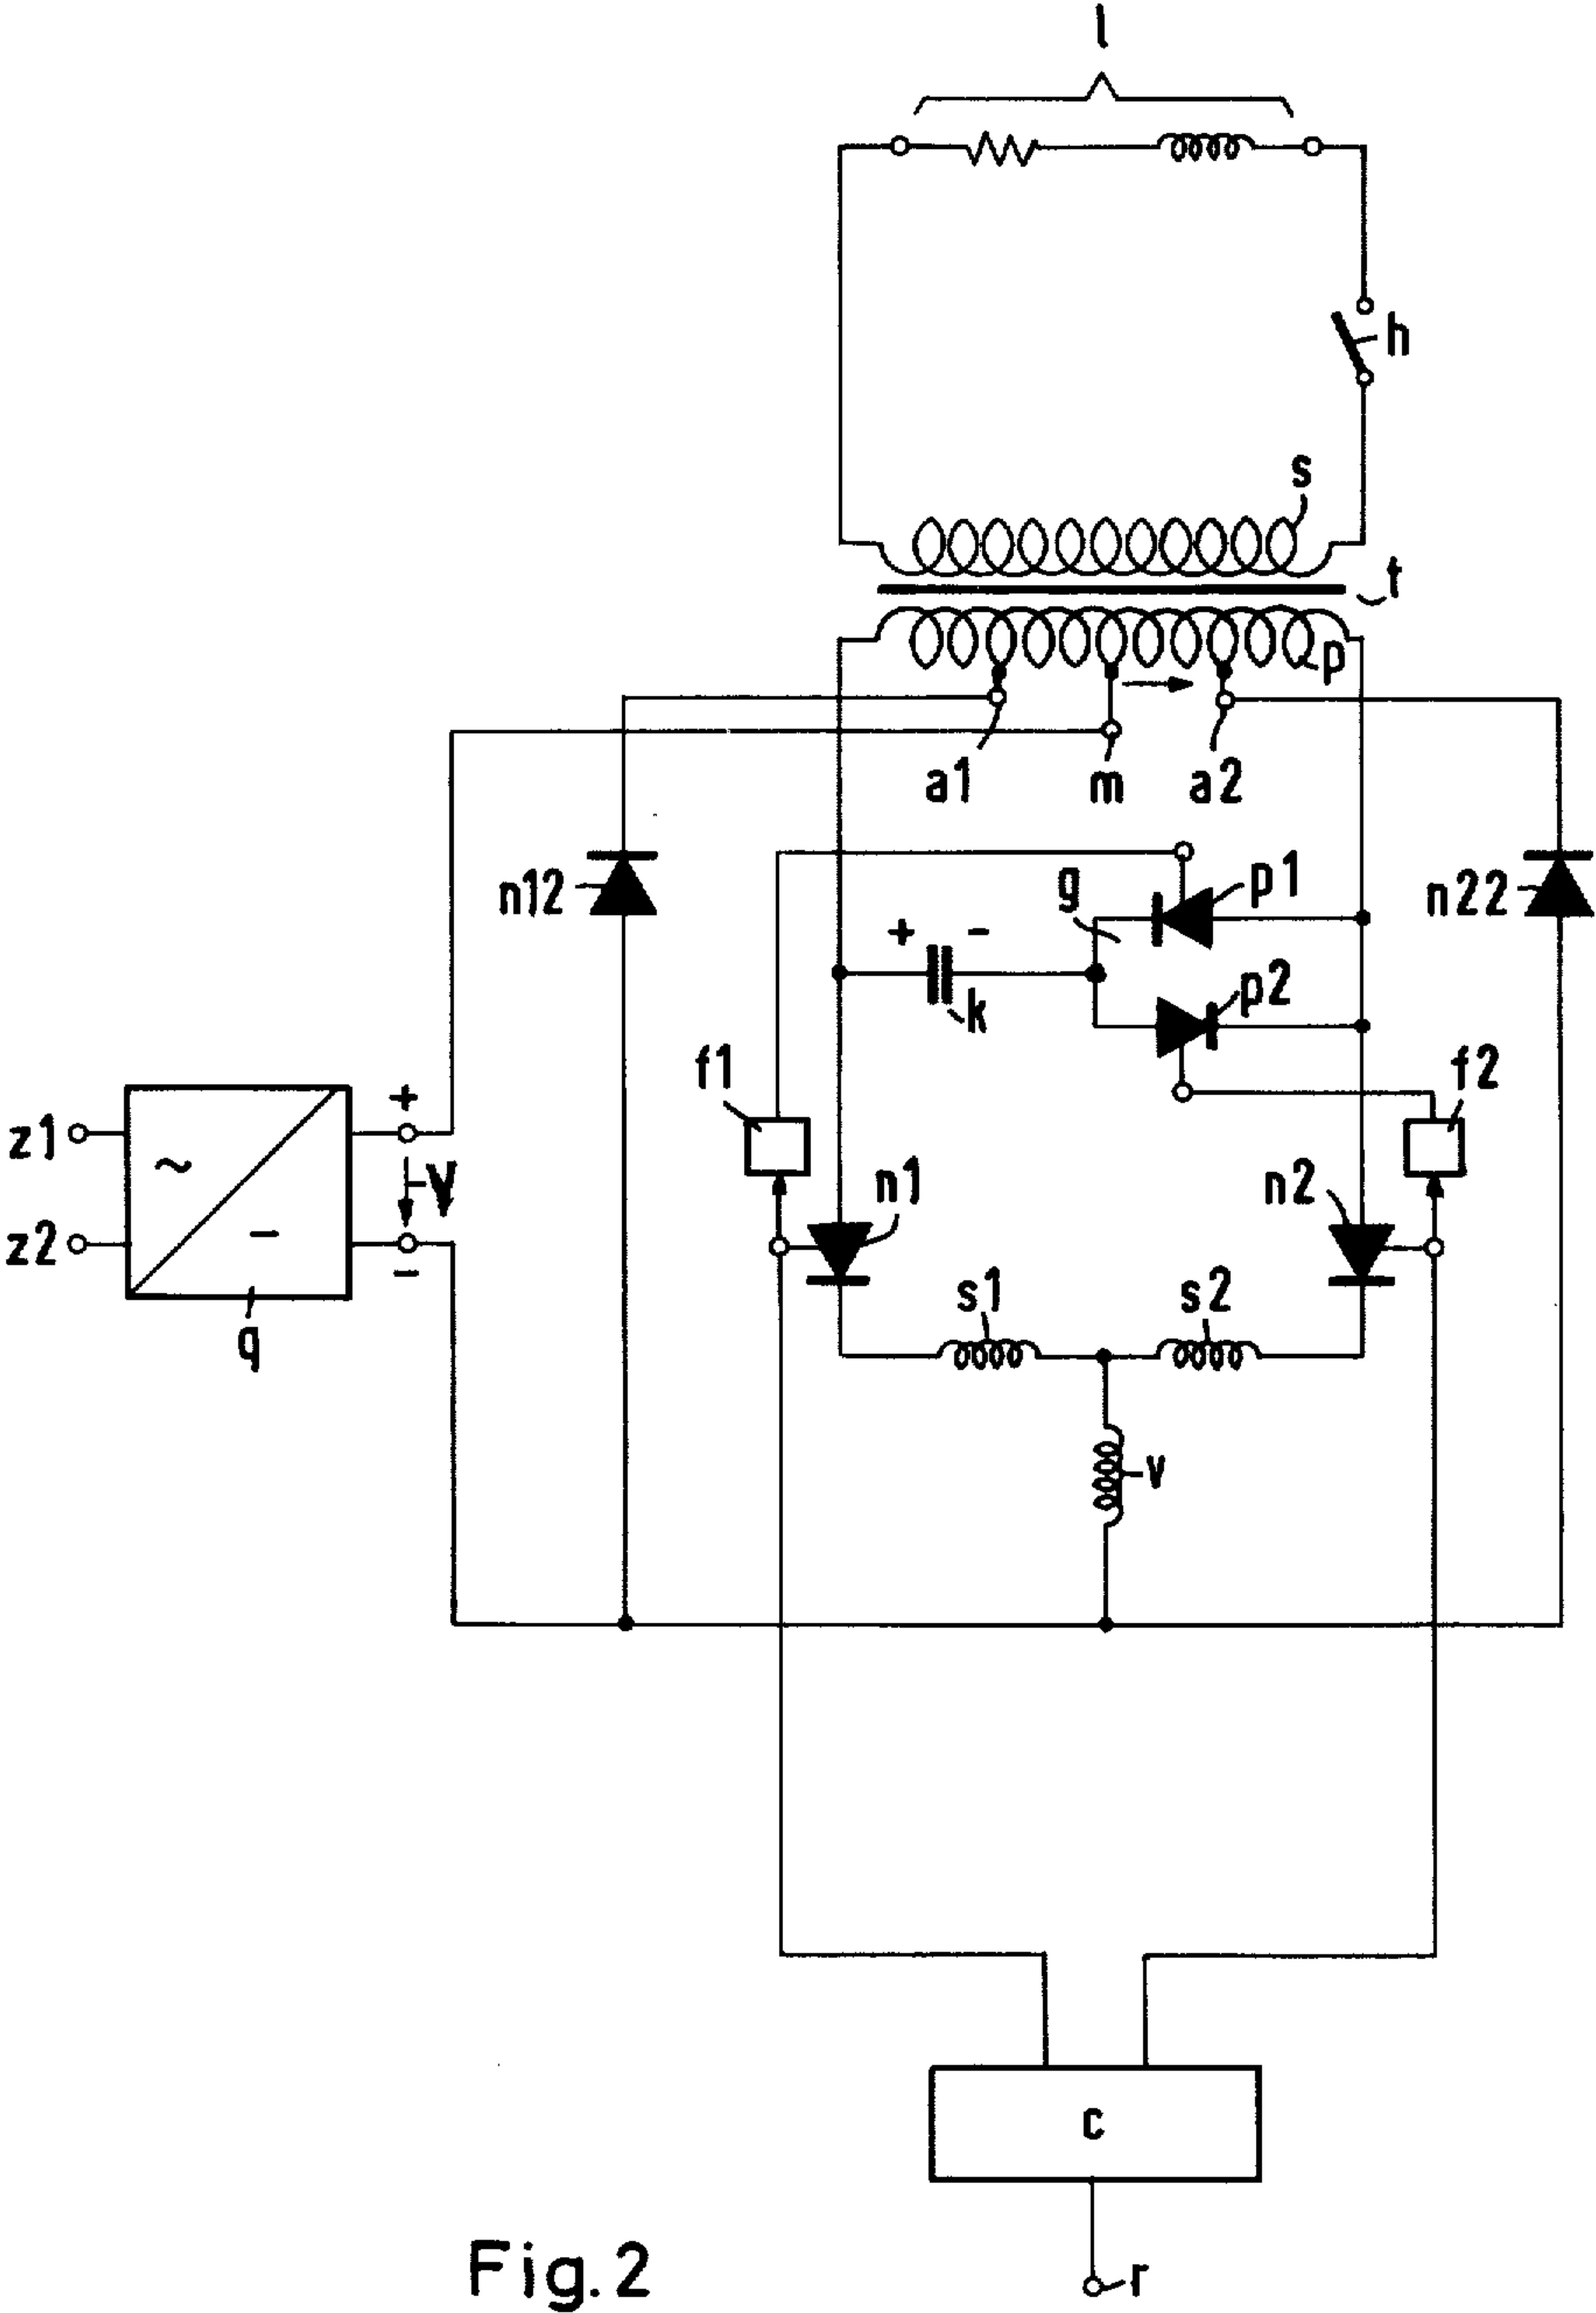 l
h
s
t
p
a1 m a2
n12
g
p1
n22
+ -
k
p2
f1
f2
z1
~
+
V
n1
n2
z2
-
-
q
s1
s2
v
c
r
Fig. 2